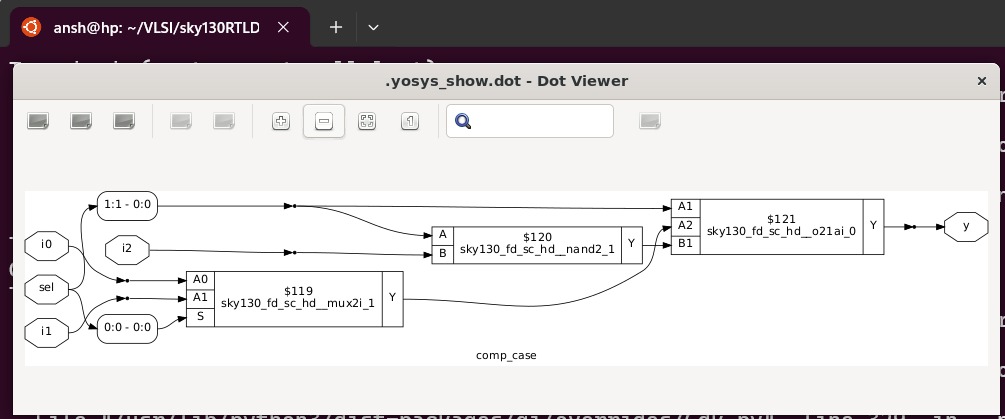 ansh@hp: ~/VLSI/sky130RTLD
.yosys_show.dot - Dot Viewer
1:1 - 0:0
i0
i2
sel
i1
0:0 - 0:0
A0
A1
S
$119
sky130_fd_sc_hd__mux2i_1
Y
A
B
$120
sky130_fd_sc_hd__nand2_1
Y
A1
A2
B1
$121
sky130_fd_sc_hd__o21ai_0
Y
y
comp_case